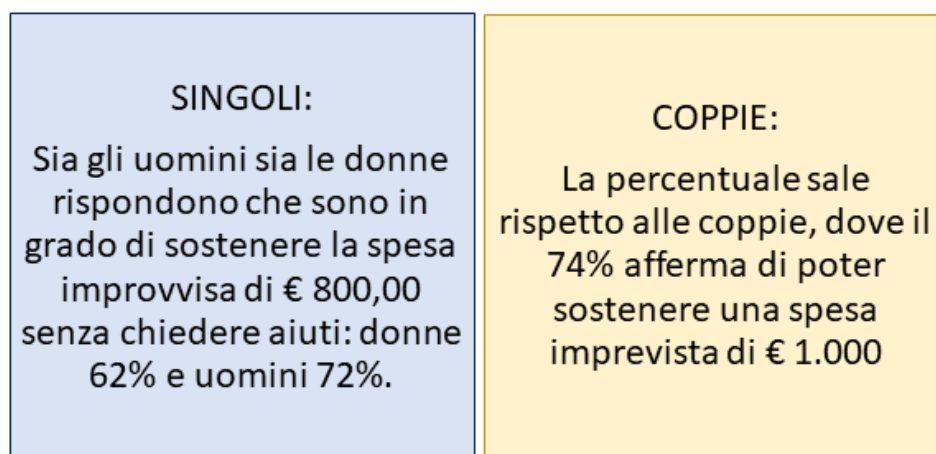 SINGOLI:
Sia gli uomini sia le donne
rispondono che sono in
grado di sostenere la spesa
improvvisa di € 800,00
senza chiedere aiuti: donne
62% e uomini 72%.
COPPIE:
La percentuale sale
rispetto alle coppie, dove il
74% afferma di poter
sostenere una spesa
imprevista di € 1.000